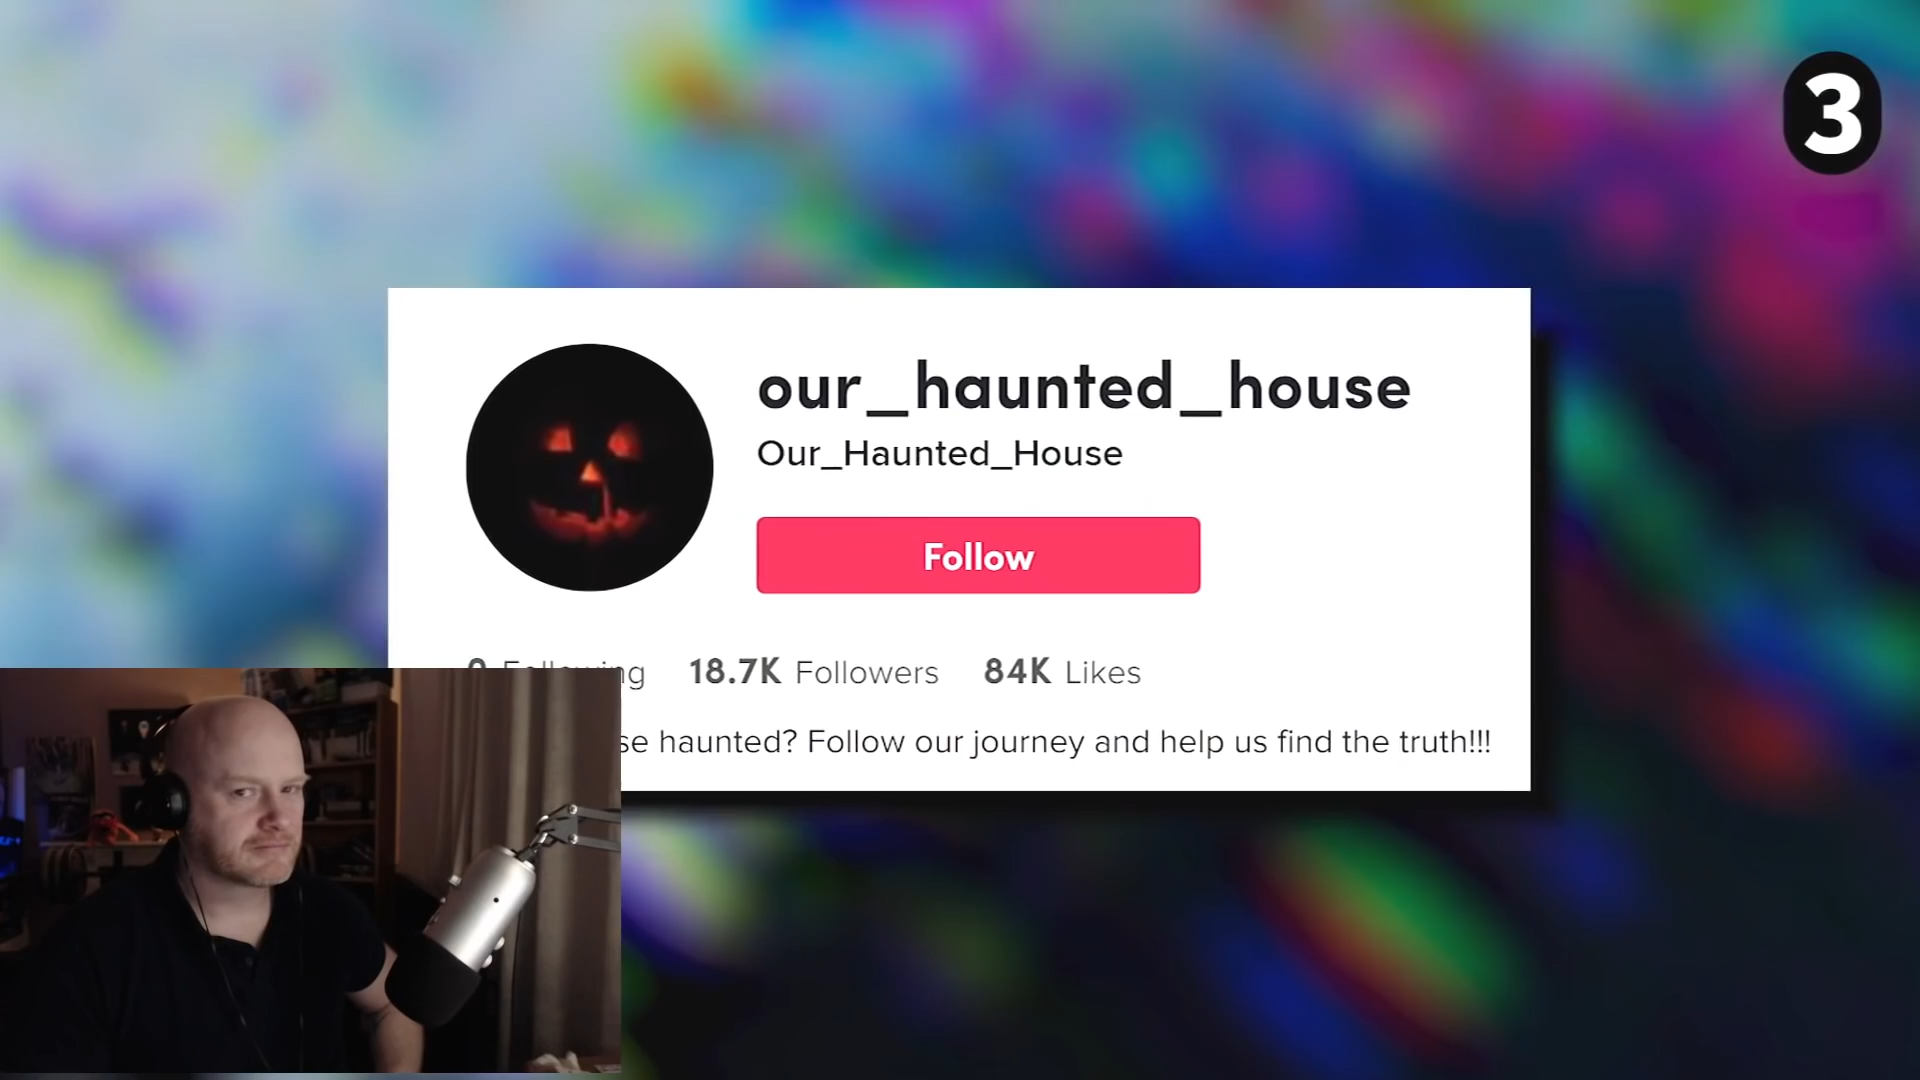 3
our_haunted_house
Our_Haunted_House
Follow
18.7K Followers 84K Likes
haunted? Follow our journey and help us find the truth!!!